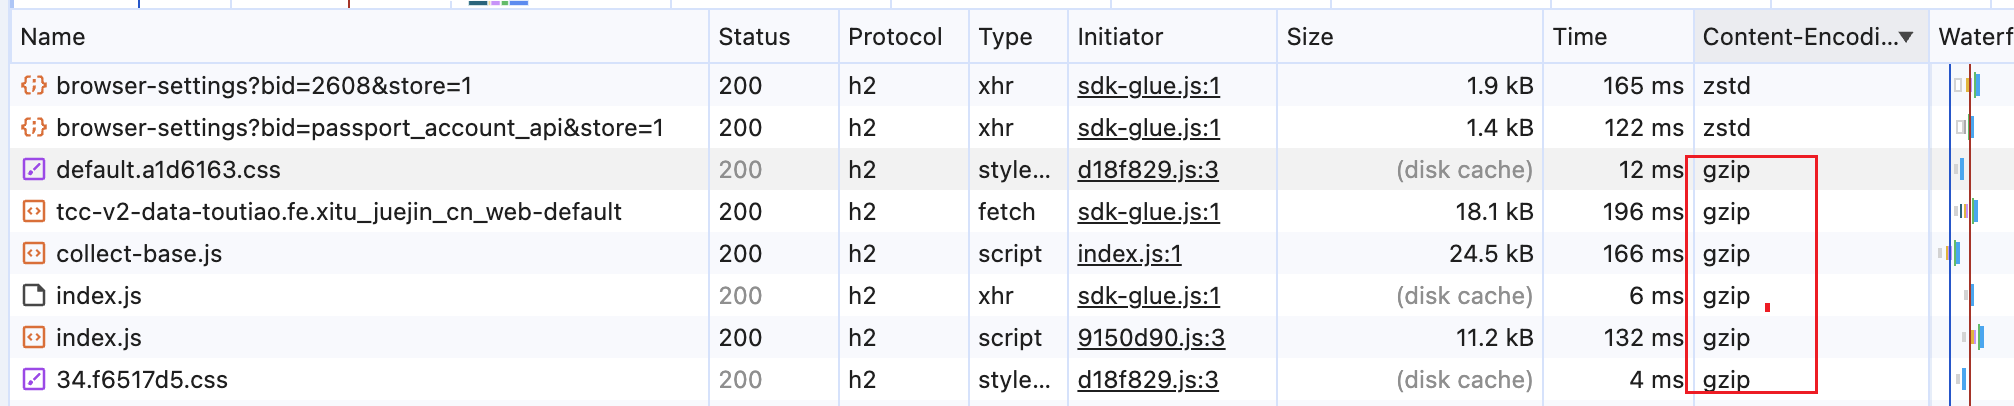 Name Status Protocol Type Initiator Size Time Content-Encodi... Waterf
browser-settings?bid=2608&store=1 200 h2 xhr sdk-glue.js:1 1.9 kB 165 ms zstd
browser-settings?bid=passport_account_api&store=1 200 h2 xhr sdk-glue.js:1 1.4 kB 122 ms zstd
default.a1d6163.css 200 h2 style... d18f829.js:3 (disk cache) 12 ms gzip
tcc-v2-data-toutiao.fe.xitu_juejin_cn_web-default 200 h2 fetch sdk-glue.js:1 18.1 kB 196 ms gzip
collect-base.js 200 h2 script index.js:1 24.5 kB 166 ms gzip
index.js 200 h2 xhr sdk-glue.js:1 (disk cache) 6 ms gzip
index.js 200 h2 script 9150d90.js:3 11.2 kB 132 ms gzip
34.f6517d5.css 200 h2 style... d18f829.js:3 (disk cache) 4 ms gzip